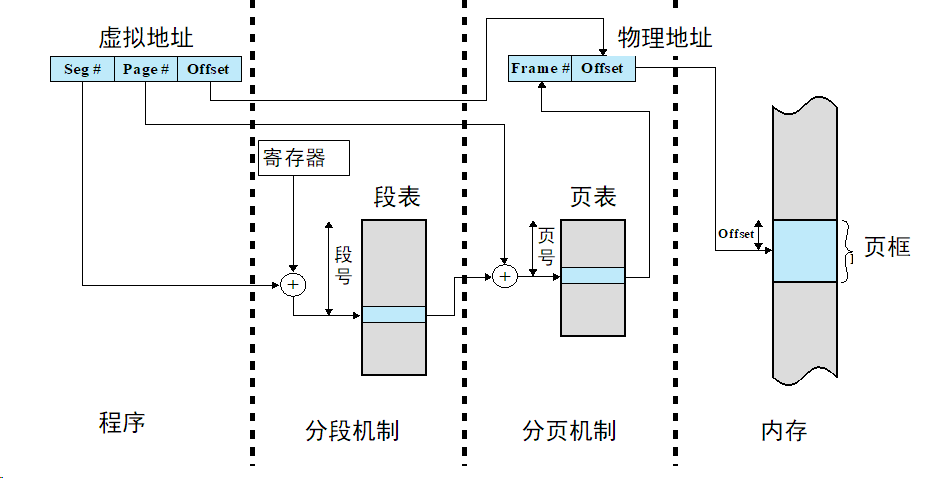 虚拟地址
物理地址
Seg # Page # Offset
Frame # Offset
寄存器
段表
页表
段号
页号
+
+
Offset
页框
程序
分段机制
分页机制
内存